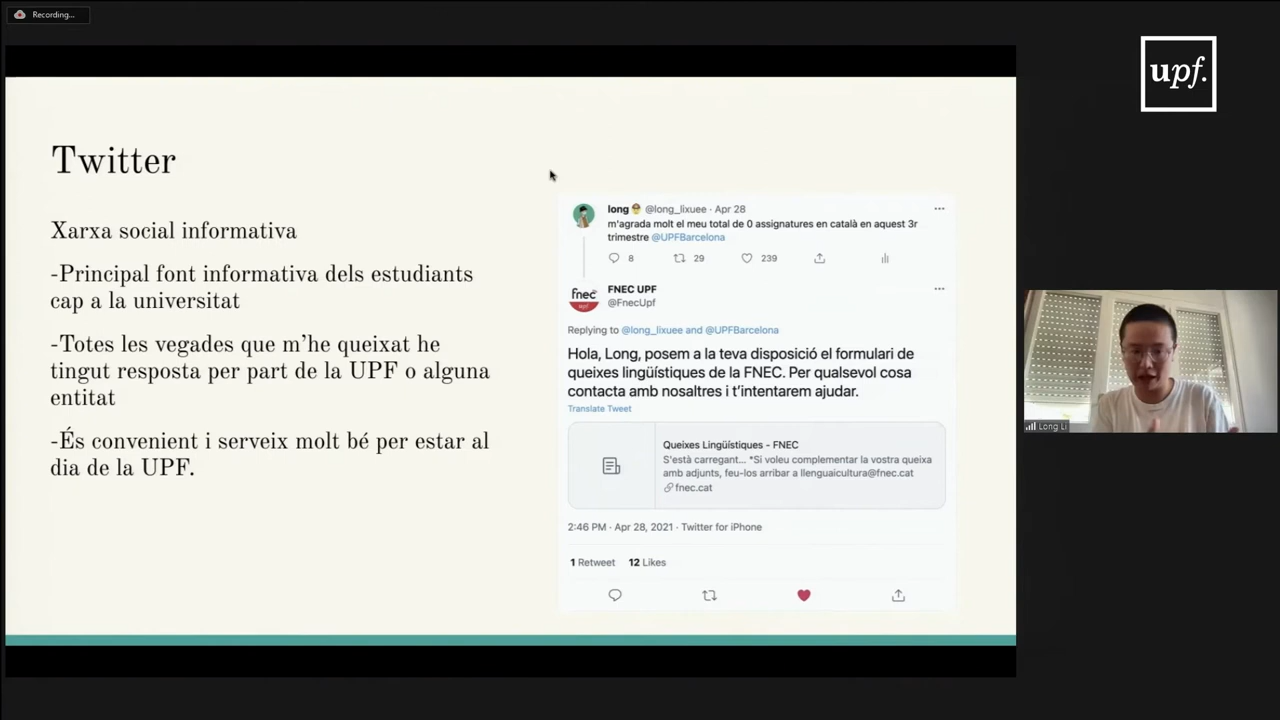 Recording...
upf.
Twitter
Xarxa social informativa
-Principal font informativa dels estudiants
cap a la universitat
-Totes les vegades que m'he queixat he
tingut resposta per part de la UPF o alguna
entitat
-És convenient i serveix molt bé per estar al
dia de la UPF.
long @long_lixuee · Apr 28
m'agrada molt el meu total de 0 assignatures en català en aquest 3r
trimestre @UPFBarcelona
8 29 239
fnec
upf
FNEC UPF
@FnecUpf
Replying to @long_lixuee and @UPFBarcelona
Hola, Long, posem a la teva disposició el formulari de
queixes lingüístiques de la FNEC. Per qualsevol cosa
contacta amb nosaltres i t'intentarem ajudar.
Translate Tweet
Queixes Lingüístiques - FNEC
S'està carregant... *Si voleu complementar la vostra queixa
amb adjunts, feu-los arribar a llenguaicultura@fnec.cat
fnec.cat
2:46 PM · Apr 28, 2021 · Twitter for iPhone
1 Retweet 12 Likes
Long Li